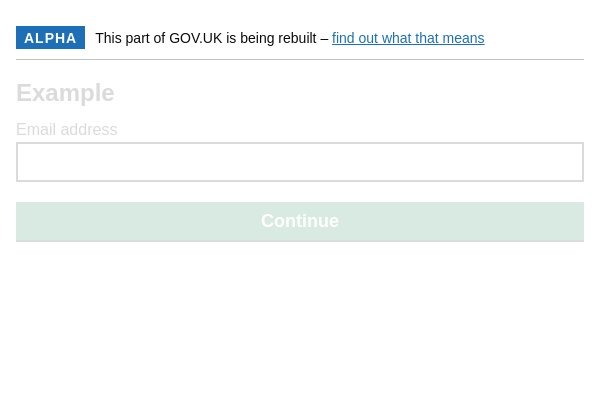 ALPHA This part of GOV.UK is being rebuilt – find out what that means
Example
Email address
Continue